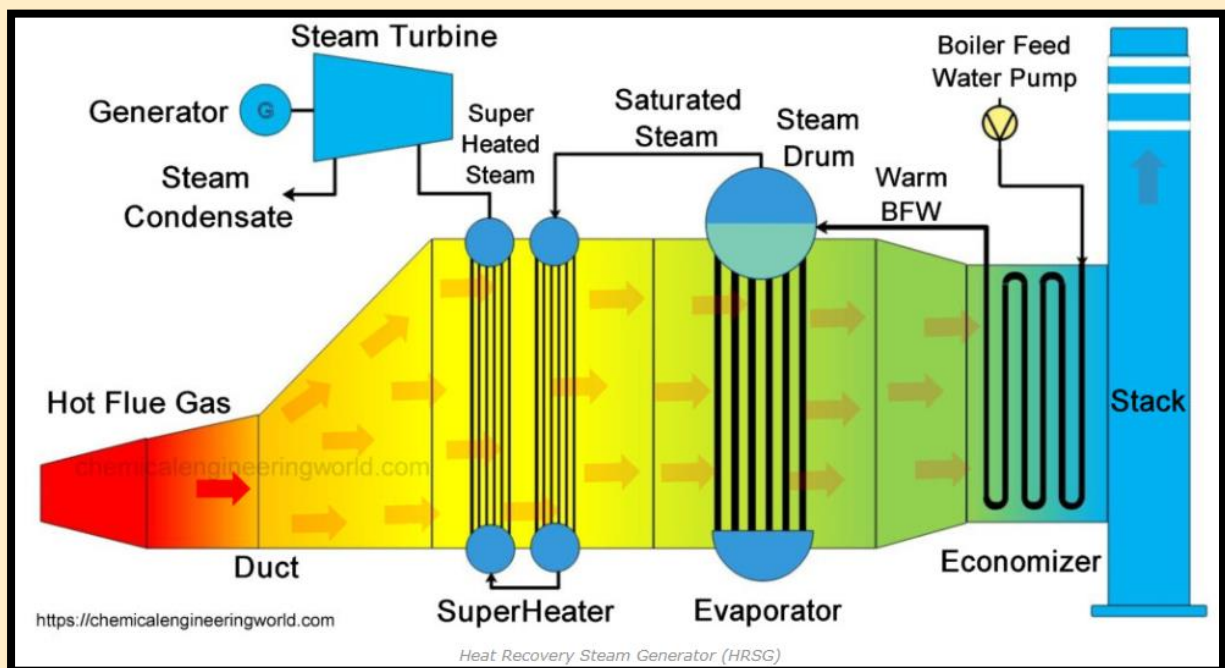 Steam Turbine
Generator
G
Super
Heated
Steam
Steam
Condensate
Saturated
Steam
Steam
Drum
Boiler Feed
Water Pump
Warm
BFW
Hot Flue Gas
chemicalengineeringworld.com
Stack
Duct
SuperHeater
Evaporator
Economizer
https://chemicalengineeringworld.com
Heat Recovery Steam Generator (HRSG)